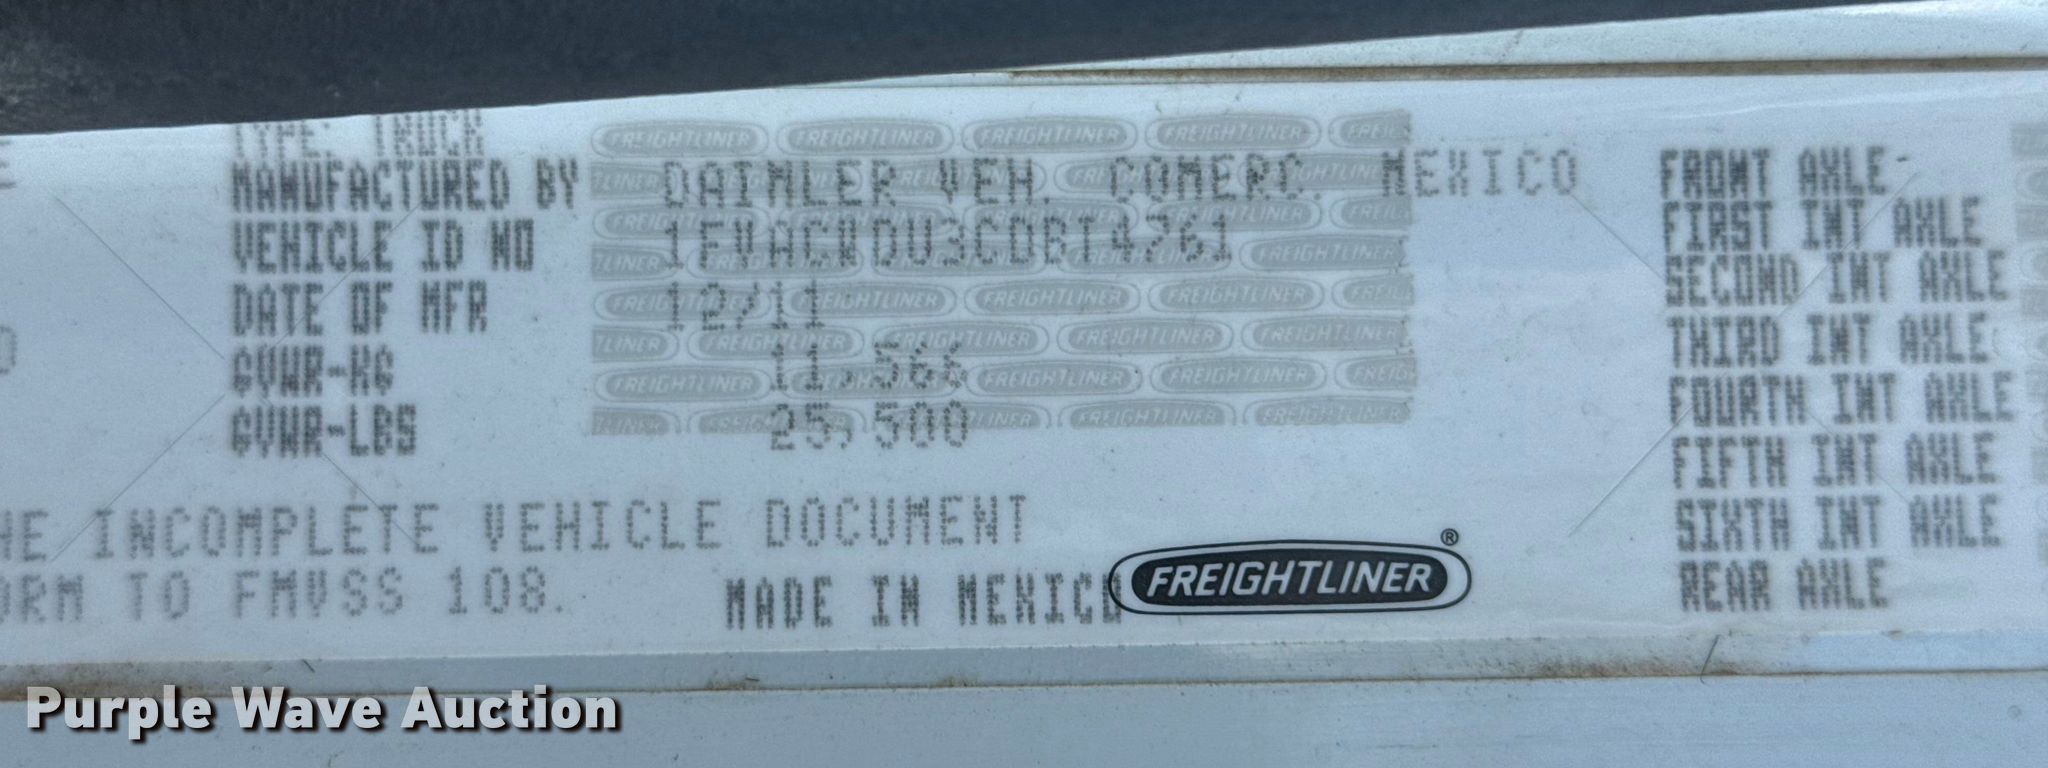 TYPE: TRUCK
MANUFACTURED BY DAIMLER VEH. COMERC. MEXICO
VEHICLE ID NO 1FVACWDU3CDBT4761
DATE OF MFR 12/11
GVWR-KG 11,566
GVWR-LBS 25,500
HE INCOMPLETE VEHICLE DOCUMENT
ORM TO FMVSS 108.
MADE IN MEXICO
FREIGHTLINER®
FRONT AXLE
FIRST INT AXLE
SECOND INT AXLE
THIRD INT AXLE
FOURTH INT AXLE
FIFTH INT AXLE
SIXTH INT AXLE
REAR AXLE
Purple Wave Auction